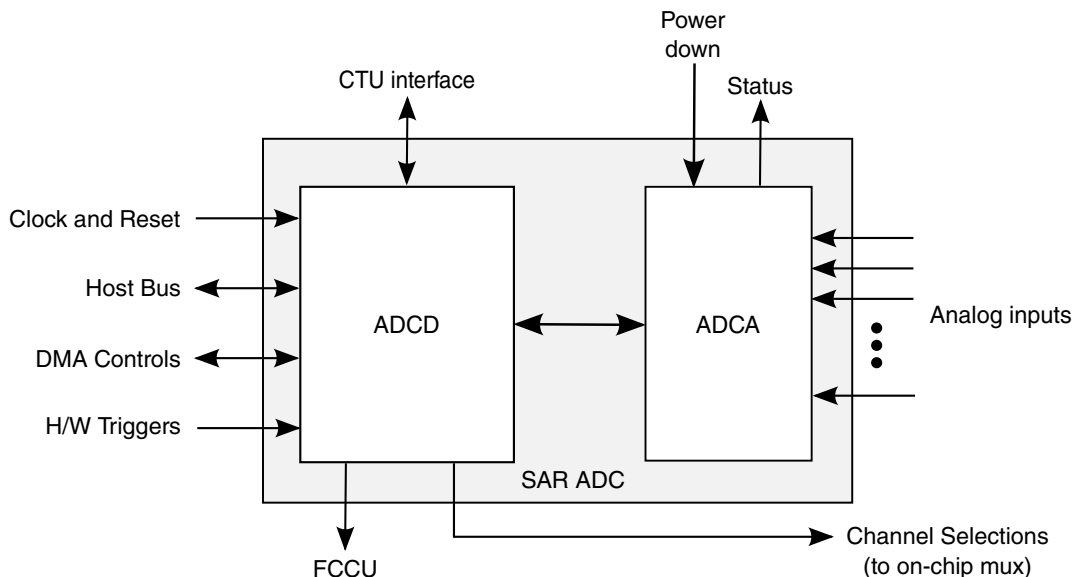 Power
down
CTU interface
Status
Clock and Reset
Host Bus
ADCD
ADCA
Analog inputs
DMA Controls
H/W Triggers
SAR ADC
Channel Selections
(to on-chip mux)
FCCU